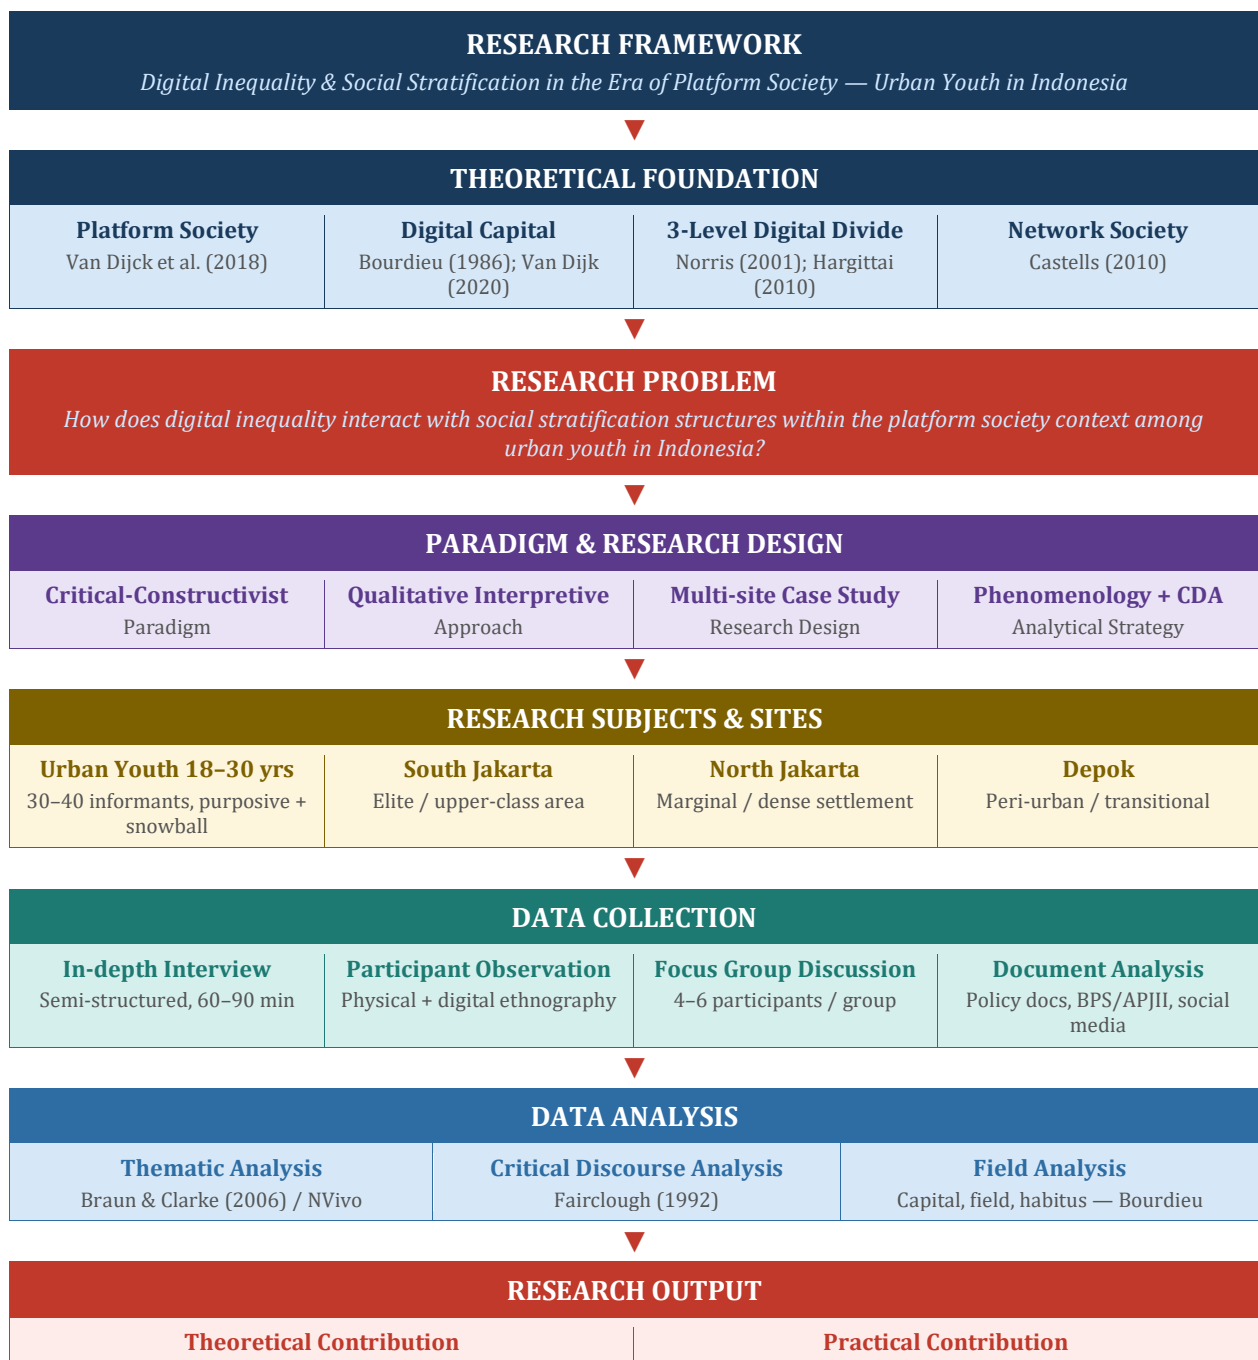 RESEARCH FRAMEWORK
Digital Inequality & Social Stratification in the Era of Platform Society — Urban Youth in Indonesia
THEORETICAL FOUNDATION
Platform Society
Van Dijck et al. (2018)
Digital Capital
Bourdieu (1986); Van Dijk
(2020)
3-Level Digital Divide
Norris (2001); Hargittai
(2010)
Network Society
Castells (2010)
RESEARCH PROBLEM
How does digital inequality interact with social stratification structures within the platform society context among
urban youth in Indonesia?
PARADIGM & RESEARCH DESIGN
Critical-Constructivist
Paradigm
Qualitative Interpretive
Approach
Multi-site Case Study
Research Design
Phenomenology + CDA
Analytical Strategy
RESEARCH SUBJECTS & SITES
Urban Youth 18–30 yrs
30–40 informants, purposive +
snowball
South Jakarta
Elite / upper-class area
North Jakarta
Marginal / dense settlement
Depok
Peri-urban / transitional
DATA COLLECTION
In-depth Interview
Semi-structured, 60–90 min
Participant Observation
Physical + digital ethnography
Focus Group Discussion
4–6 participants / group
Document Analysis
Policy docs, BPS/APJII, social
media
DATA ANALYSIS
Thematic Analysis
Braun & Clarke (2006) / NVivo
Critical Discourse Analysis
Fairclough (1992)
Field Analysis
Capital, field, habitus — Bourdieu
RESEARCH OUTPUT
Theoretical Contribution
Practical Contribution